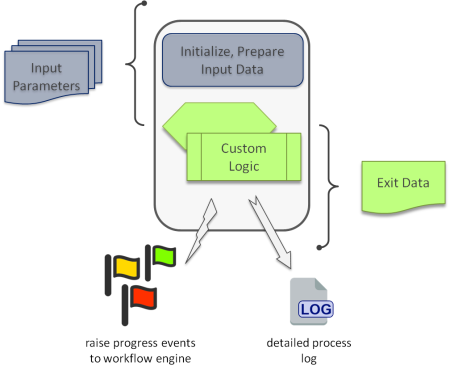 Input
Parameters
Initialize, Prepare
Input Data
Custom
Logic
Exit Data
LOG
raise progress events
to workflow engine
detailed process
log